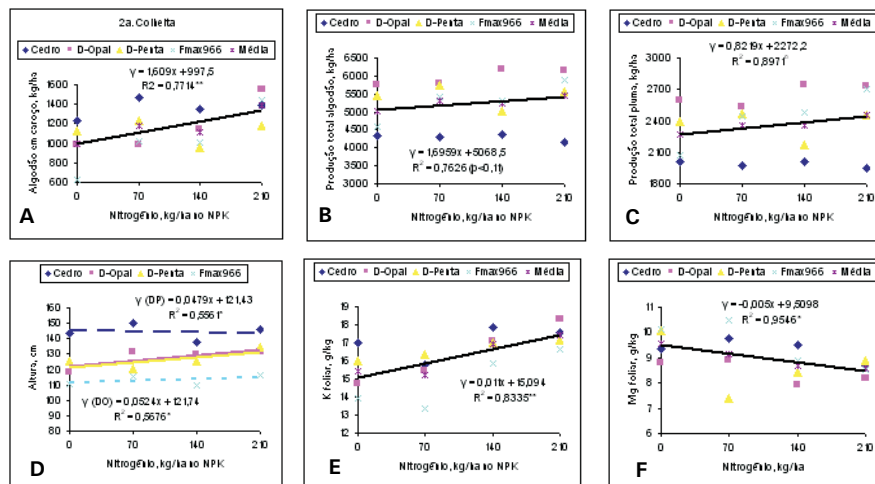 2a. Colheita
Cedro D-Opal D-Penta Fmax966 Média
y = 1,609x + 997,5
R2 = 0,7714**
Algodão em caroço, kg/ha
1600
1400
1200
1000
800
600
0 70 140 210
Nitrogênio, kg/ha no NPK
A
Cedro D-Opal D-Penta Fmax966 Média
Produção total algodão, kg/ha
6500
6000
5500
5000
4500
4000
3500
3000
y = 1,6959x + 5068,5
R² = 0,7626 (p<0,11)
0 70 140 210
Nitrogênio, kg/ha no NPK
B
Cedro D-Opal D-Penta Fmax966 Média
y = 0,8219x + 2272,2
R² = 0,8971°
Produção total pluma, kg/ha
3000
2700
2400
2100
1800
0 70 140 210
Nitrogênio, kg/ha no NPK
C
Cedro D-Opal D-Penta Fmax966
y (DP) = 0,0479x + 121,43
R² = 0,5561*
Altura, cm
160
150
140
130
120
110
100
90
80
y (DO) = 0,0524x + 121,74
R² = 0,5676*
0 70 140 210
Nitrogênio, kg/ha no NPK
D
Cedro D-Opal D-Penta Fmax966 Média
K foliar, g/kg
19
18
17
16
15
14
13
12
y = 0,011x + 15,094
R² = 0,8335**
0 70 140 210
Nitrogênio, kg/ha no NPK
E
Cedro D-Opal D-Penta Fmax966 Média
y = -0,005x + 9,5098
R² = 0,9546*
Mg foliar, g/kg
11
10
9
8
7
6
0 70 140 210
Nitrogênio, kg/ha
F